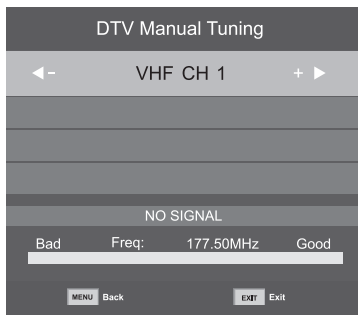 DTV Manual Tuning
◀ - VHF CH 1 + ▶
NO SIGNAL
Bad Freq: 177.50MHz Good
MENU Back EXIT Exit